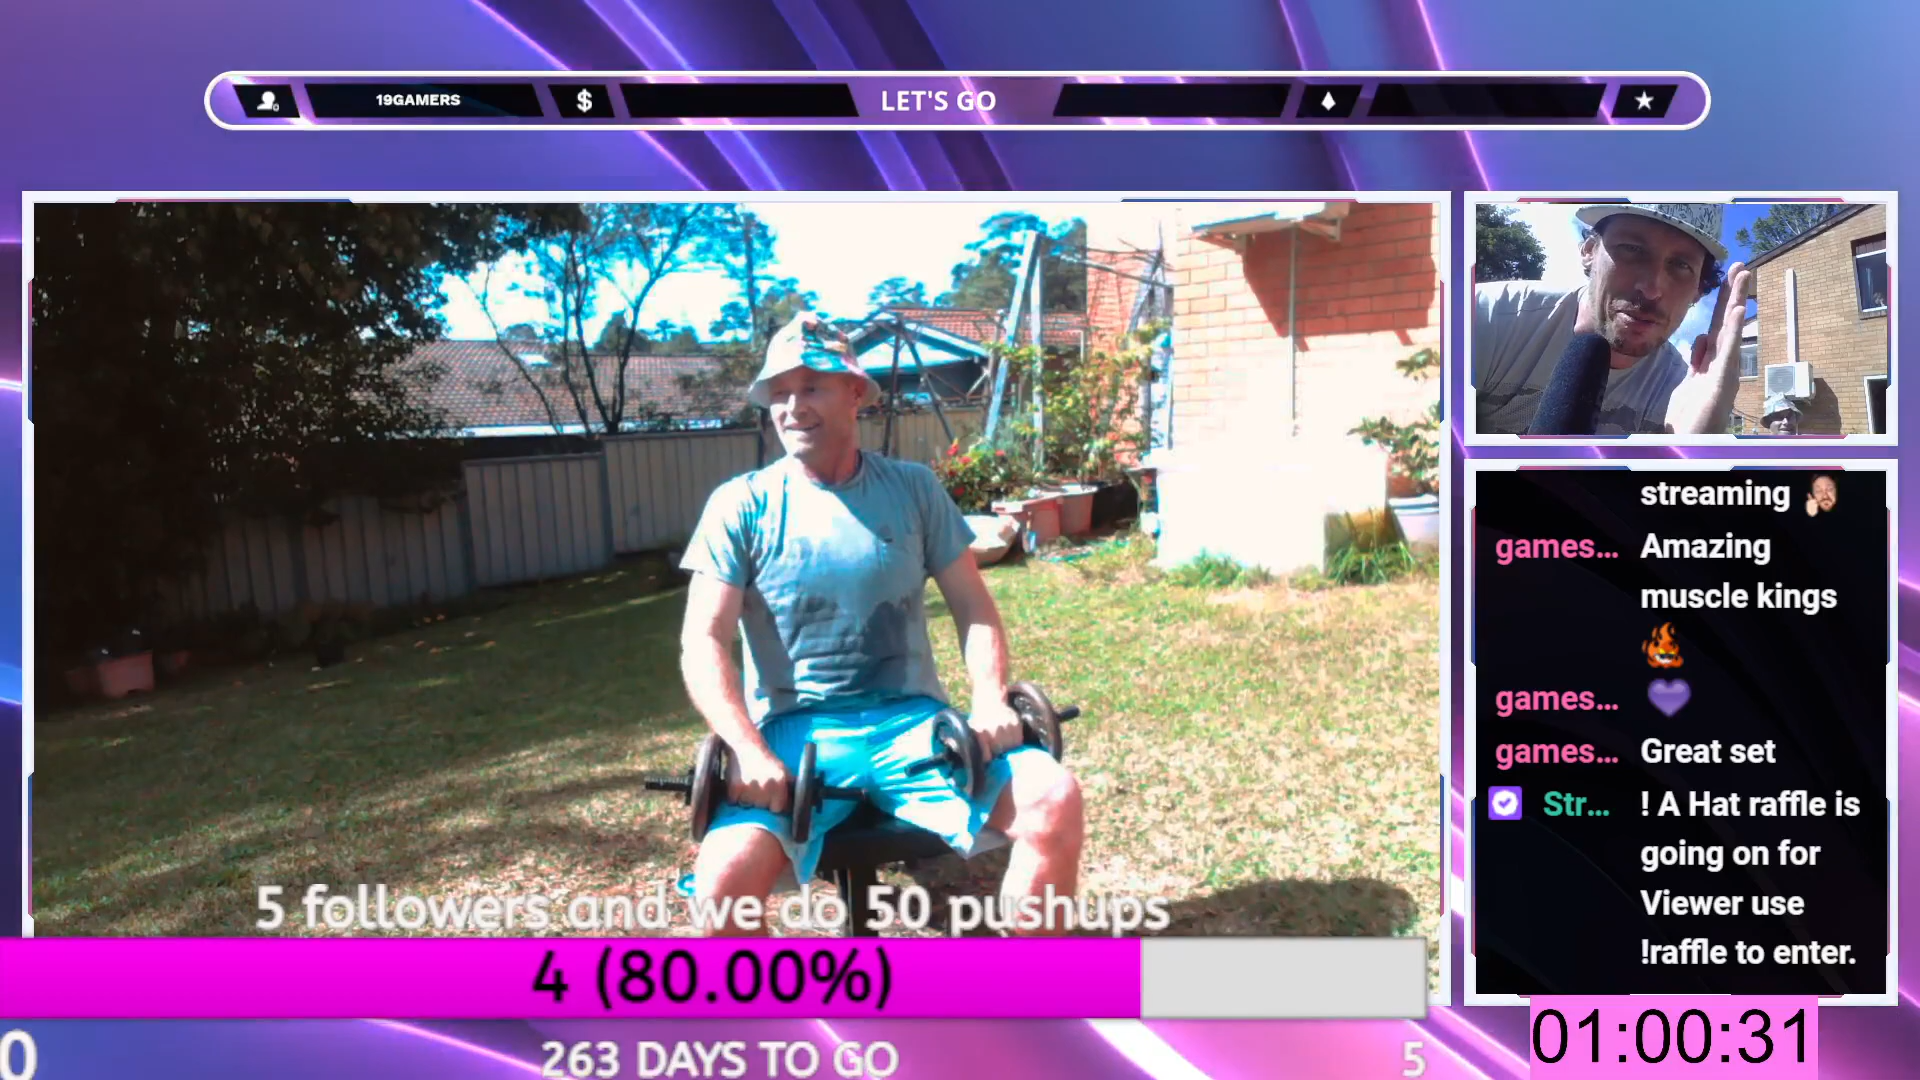 19GAMERS
$
LET'S GO
streaming
games... Amazing
muscle kings
games...
games... Great set
Str... ! A Hat raffle is
going on for
Viewer use
!raffle to enter.
5 followers and we do 50 pushups
4 (80.00%)
0
263 DAYS TO GO
5
01:00:31